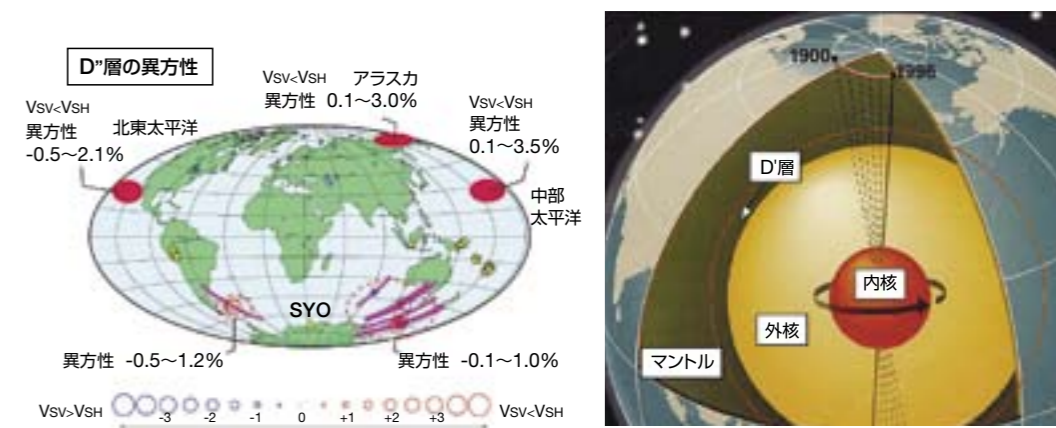 D”層の異方性
VSV<VSH
異方性
-0.5〜2.1%
北東太平洋
VSV<VSH
アラスカ
異方性 0.1〜3.0%
VSV<VSH
異方性
0.1〜3.5%
中部
太平洋
SYO
異方性 -0.5〜1.2%
異方性 -0.1〜1.0%
VSV>VSH
-3 -2 -1 0 +1 +2 +3
VSV<VSH
1900
1996
D'層
内核
外核
マントル